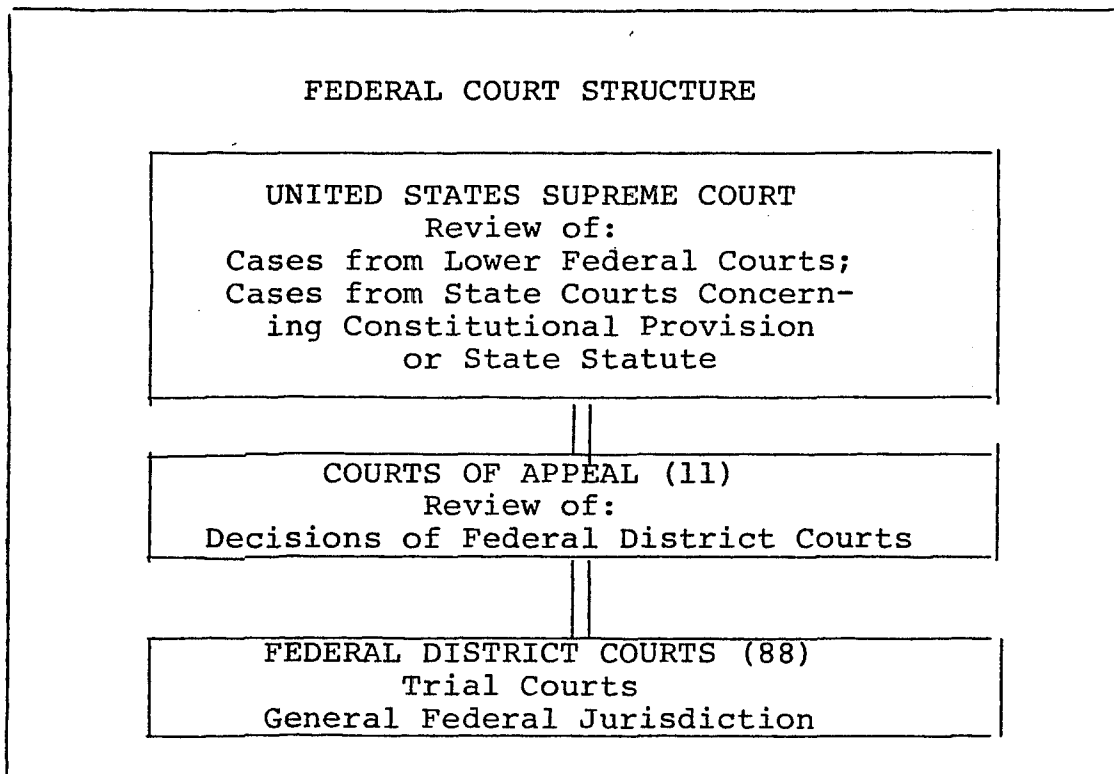 FEDERAL COURT STRUCTURE
UNITED STATES SUPREME COURT
Review of:
Cases from Lower Federal Courts;
Cases from State Courts Concern-
ing Constitutional Provision
or State Statute
COURTS OF APPEAL (11)
Review of:
Decisions of Federal District Courts
FEDERAL DISTRICT COURTS (88)
Trial Courts
General Federal Jurisdiction